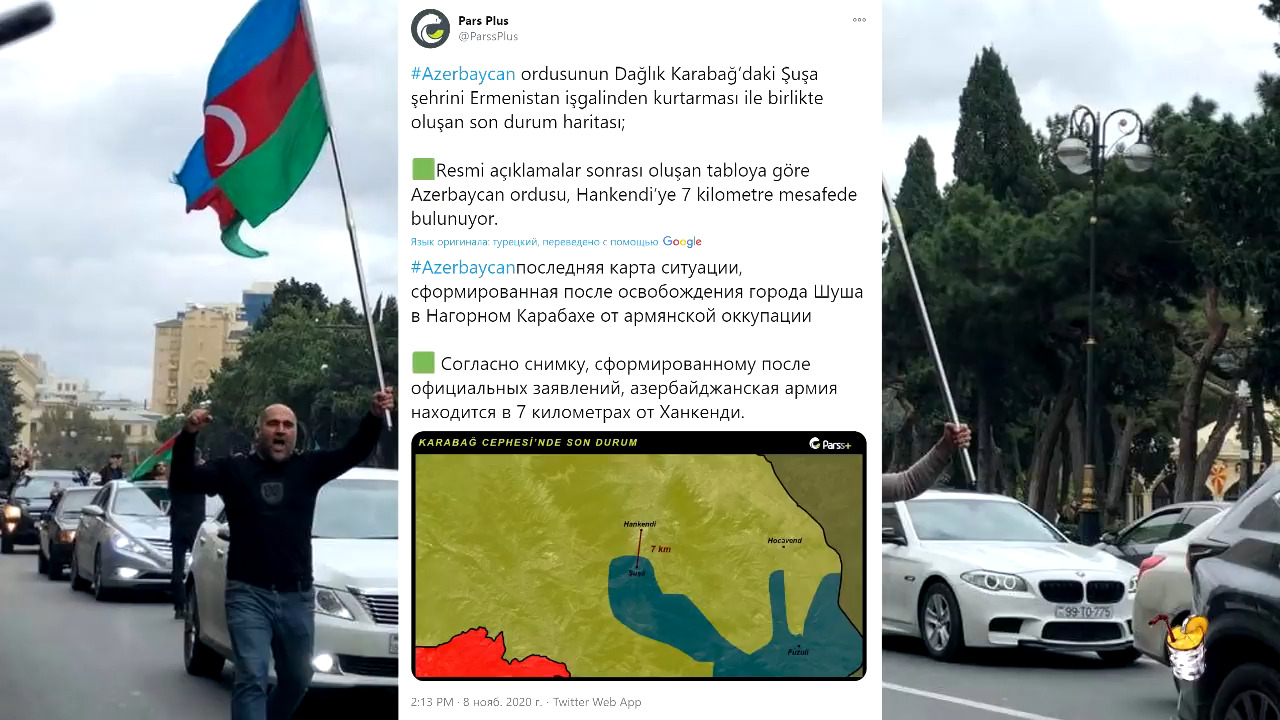 Pars Plus
@ParssPlus
#Azerbaycan ordusunun Dağlık Karabağ'daki Şuşa
şehrini Ermenistan işgalinden kurtarması ile birlikte
oluşan son durum haritası;
Resmi açıklamalar sonrası oluşan tabloya göre
Azerbaycan ordusu, Hankendi'ye 7 kilometre mesafede
bulunuyor.
Язык оригинала: турецкий, переведено с помощью Google
#Azerbaycanпоследняя карта ситуации,
сформированная после освобождения города Шуша
в Нагорном Карабахе от армянской оккупации
Согласно снимку, сформированному после
официальных заявлений, азербайджанская армия
находится в 7 километрах от Ханкенди.
KARABAĞ CEPHESİ'NDE SON DURUM
Parss+
Hankendi
7 km
Hocavend
Şuşa
Fuzuli
2:13 PM · 8 нояб. 2020 г. · Twitter Web App
99-TO-775